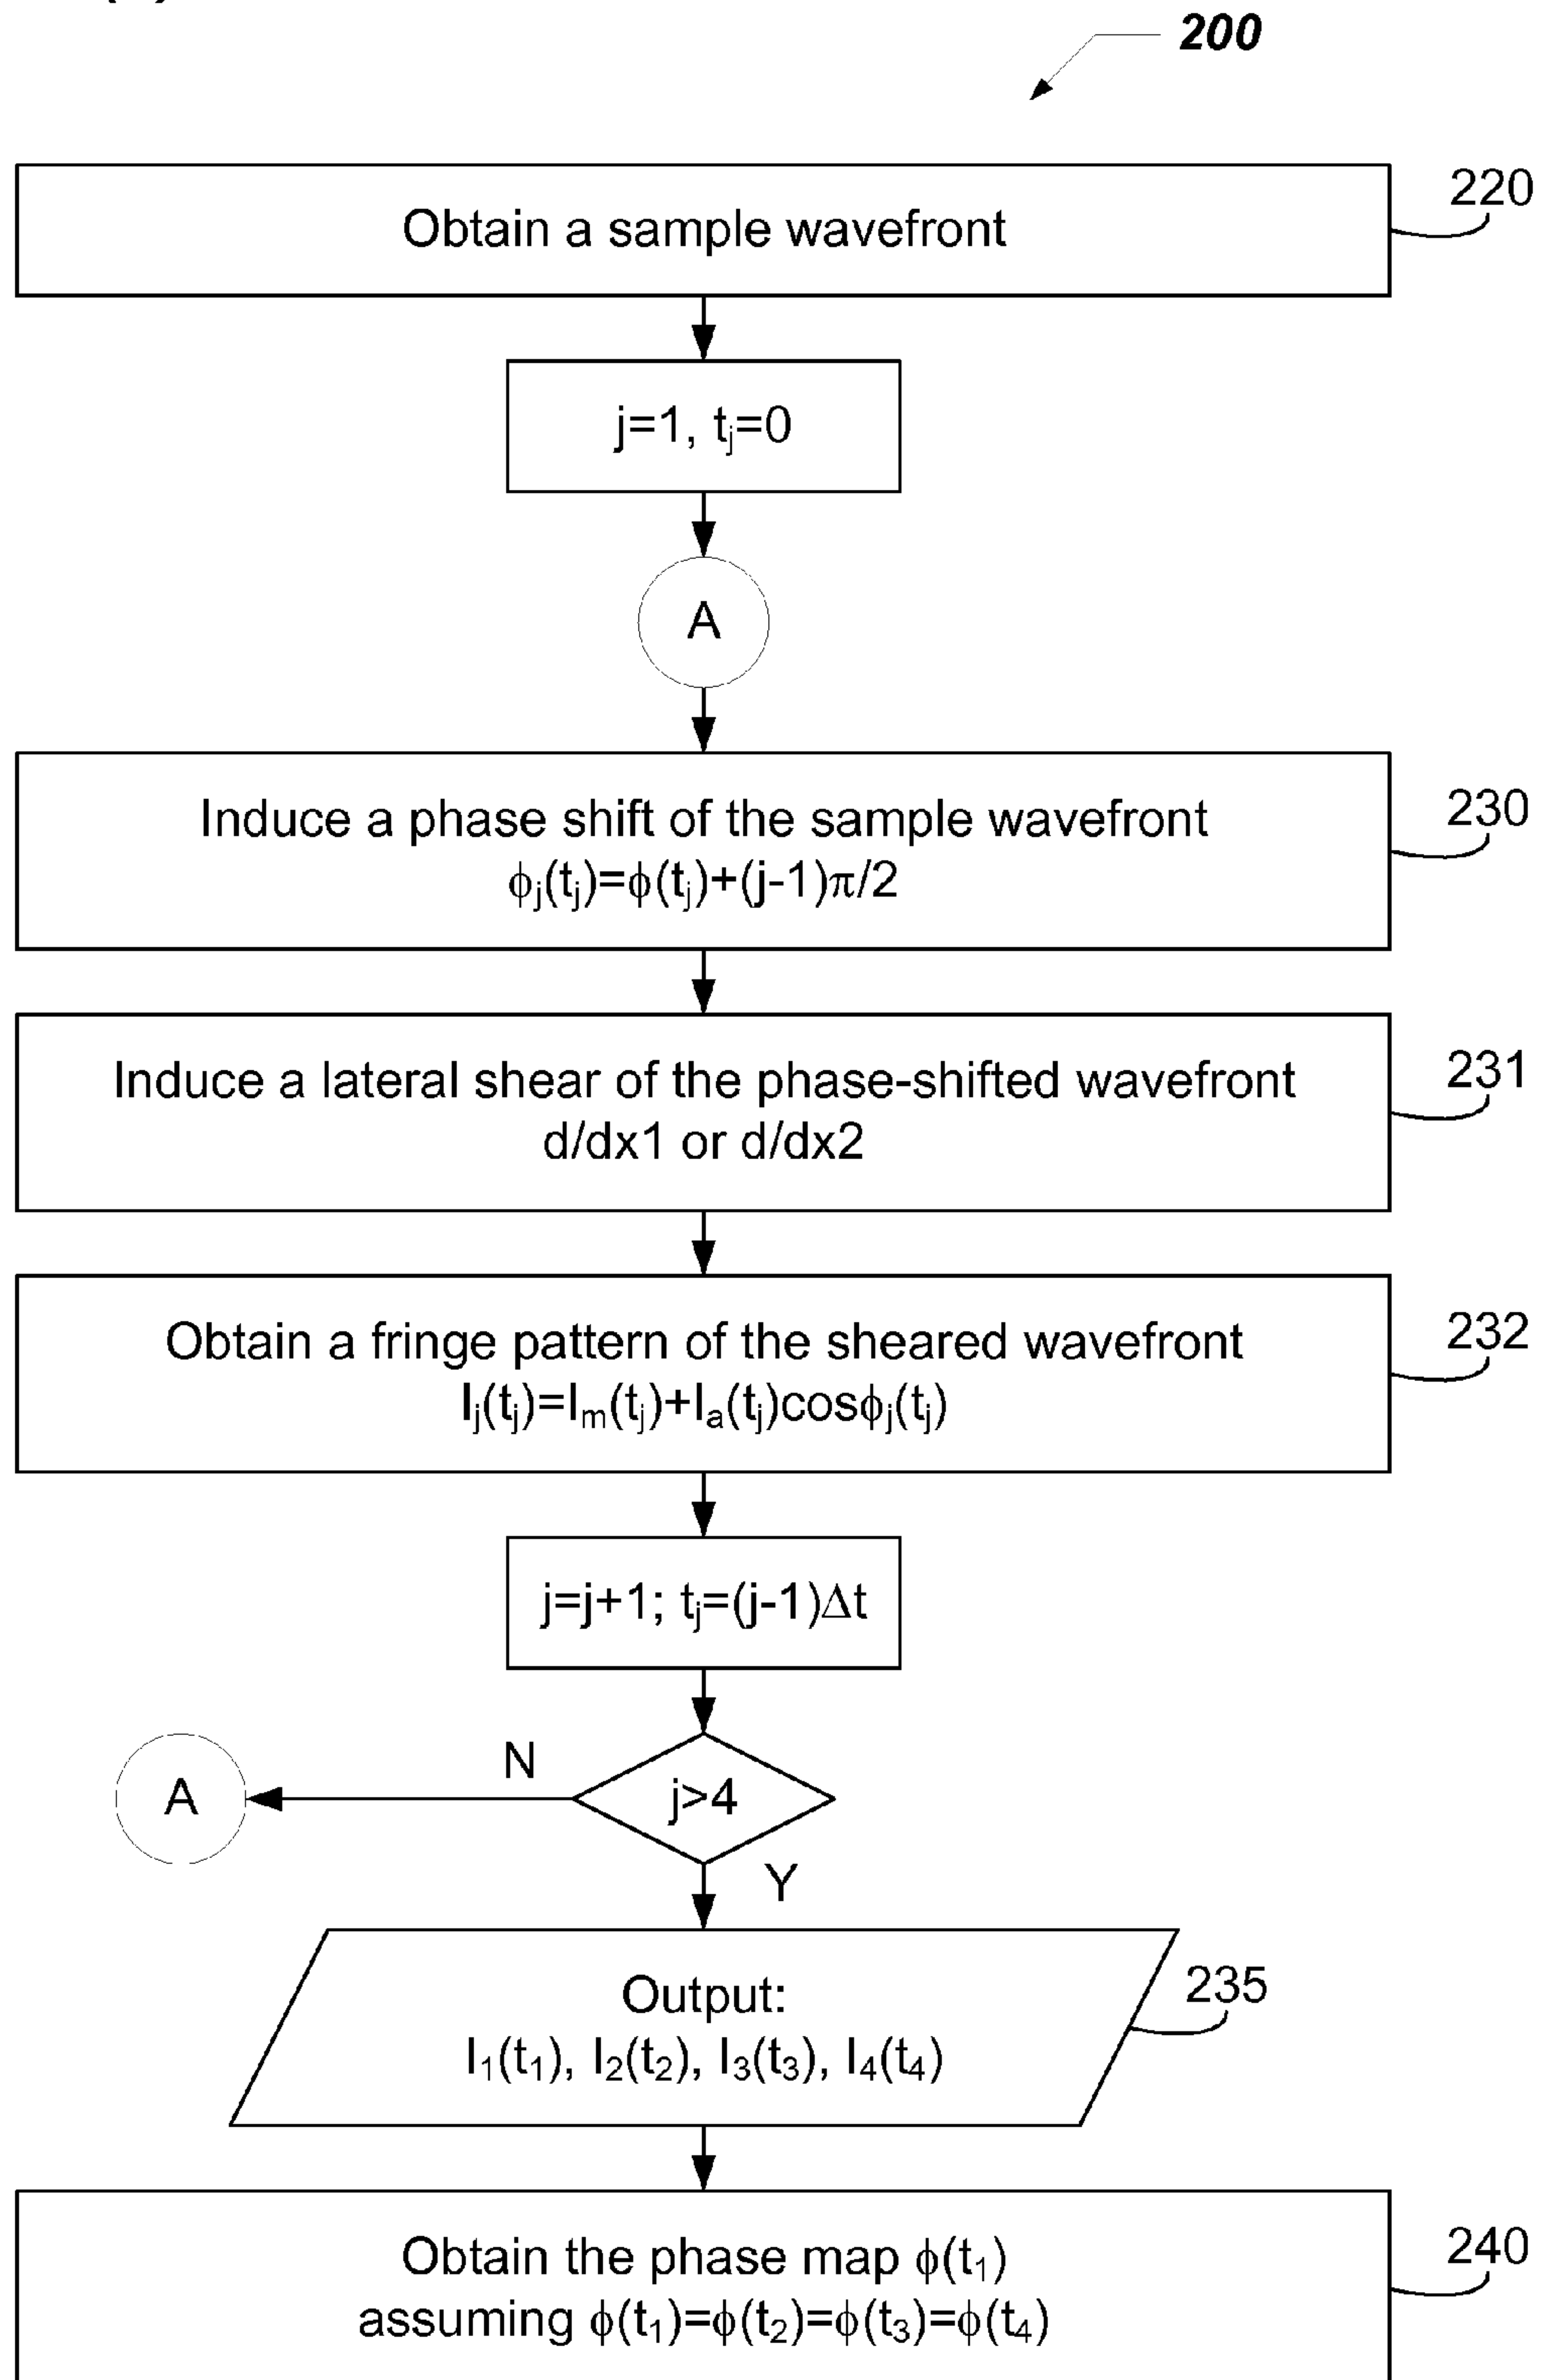 200
220
Obtain a sample wavefront
j=1, tⱼ=0
A
230
Induce a phase shift of the sample wavefront
ϕⱼ(tⱼ)=ϕ(tⱼ)+(j-1)π/2
231
Induce a lateral shear of the phase-shifted wavefront
d/dx1 or d/dx2
232
Obtain a fringe pattern of the sheared wavefront
Iⱼ(tⱼ)=Iₘ(tⱼ)+Iₐ(tⱼ)cosϕⱼ(tⱼ)
j=j+1; tⱼ=(j-1)Δt
N
A
j>4
Y
235
Output:
I₁(t₁), I₂(t₂), I₃(t₃), I₄(t₄)
240
Obtain the phase map ϕ(t₁)
assuming ϕ(t₁)=ϕ(t₂)=ϕ(t₃)=ϕ(t₄)